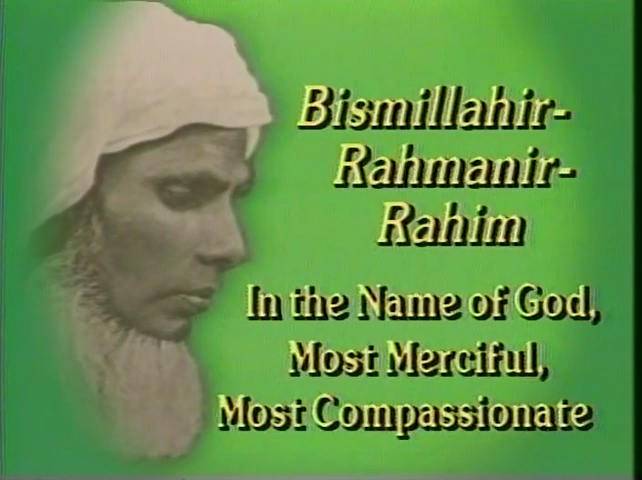 Bismillahir-
Rahmanir-
Rahim
In the Name of God,
Most Merciful,
Most Compassionate